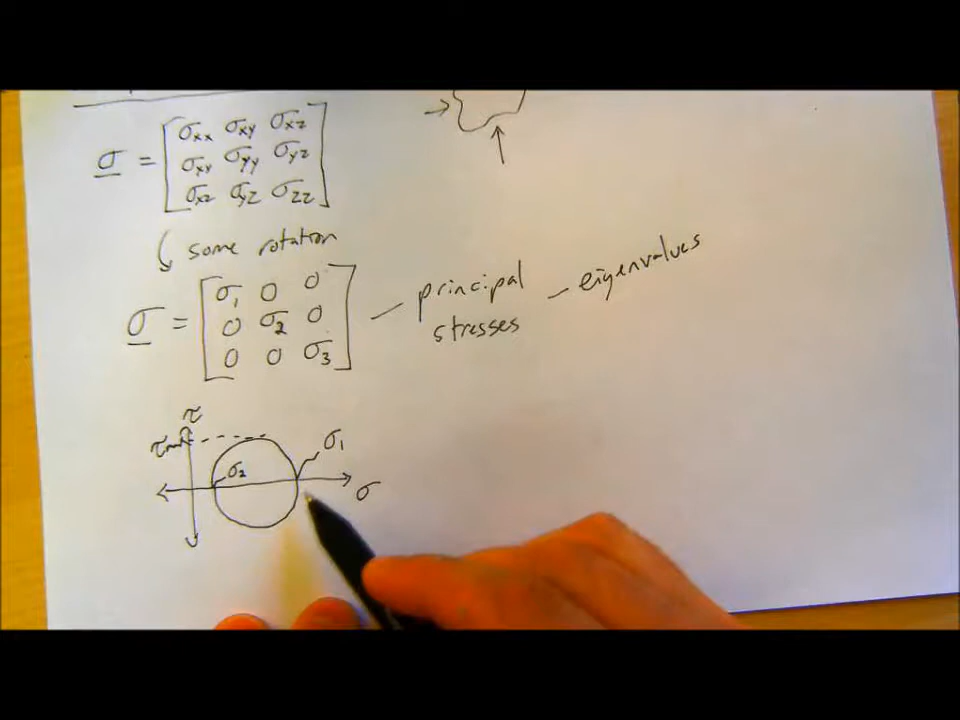 σ = [σxx σxy σxz
σxy σyy σyz
σxz σyz σzz]
some rotation
σ = [σ1 0 0
0 σ2 0
0 0 σ3]
principal stresses
eigenvalues
τ
σ1
σ2
σ